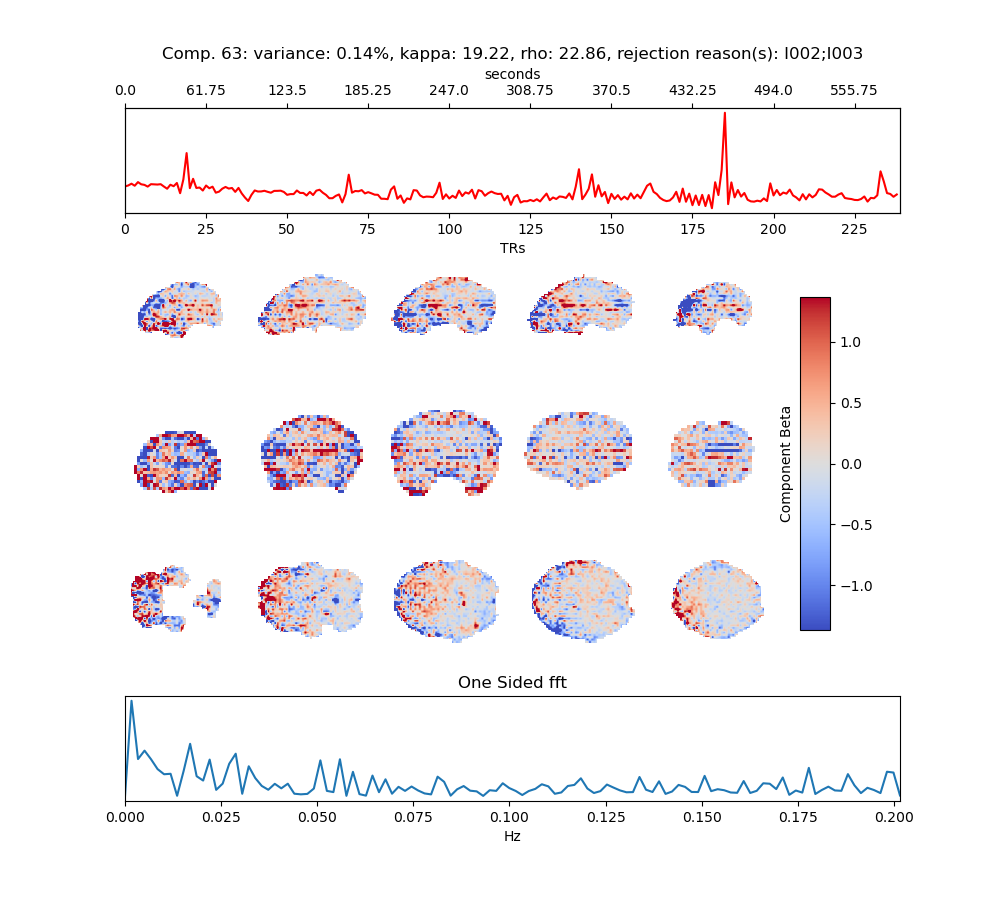 Comp. 63: variance: 0.14%, kappa: 19.22, rho: 22.86, rejection reason(s): I002;I003
seconds
0.0 61.75 123.5 185.25 247.0 308.75 370.5 432.25 494.0 555.75
0 25 50 75 100 125 150 175 200 225
TRs
1.0
0.5
0.0
−0.5
−1.0
Component Beta
One Sided fft
0.000 0.025 0.050 0.075 0.100 0.125 0.150 0.175 0.200
Hz